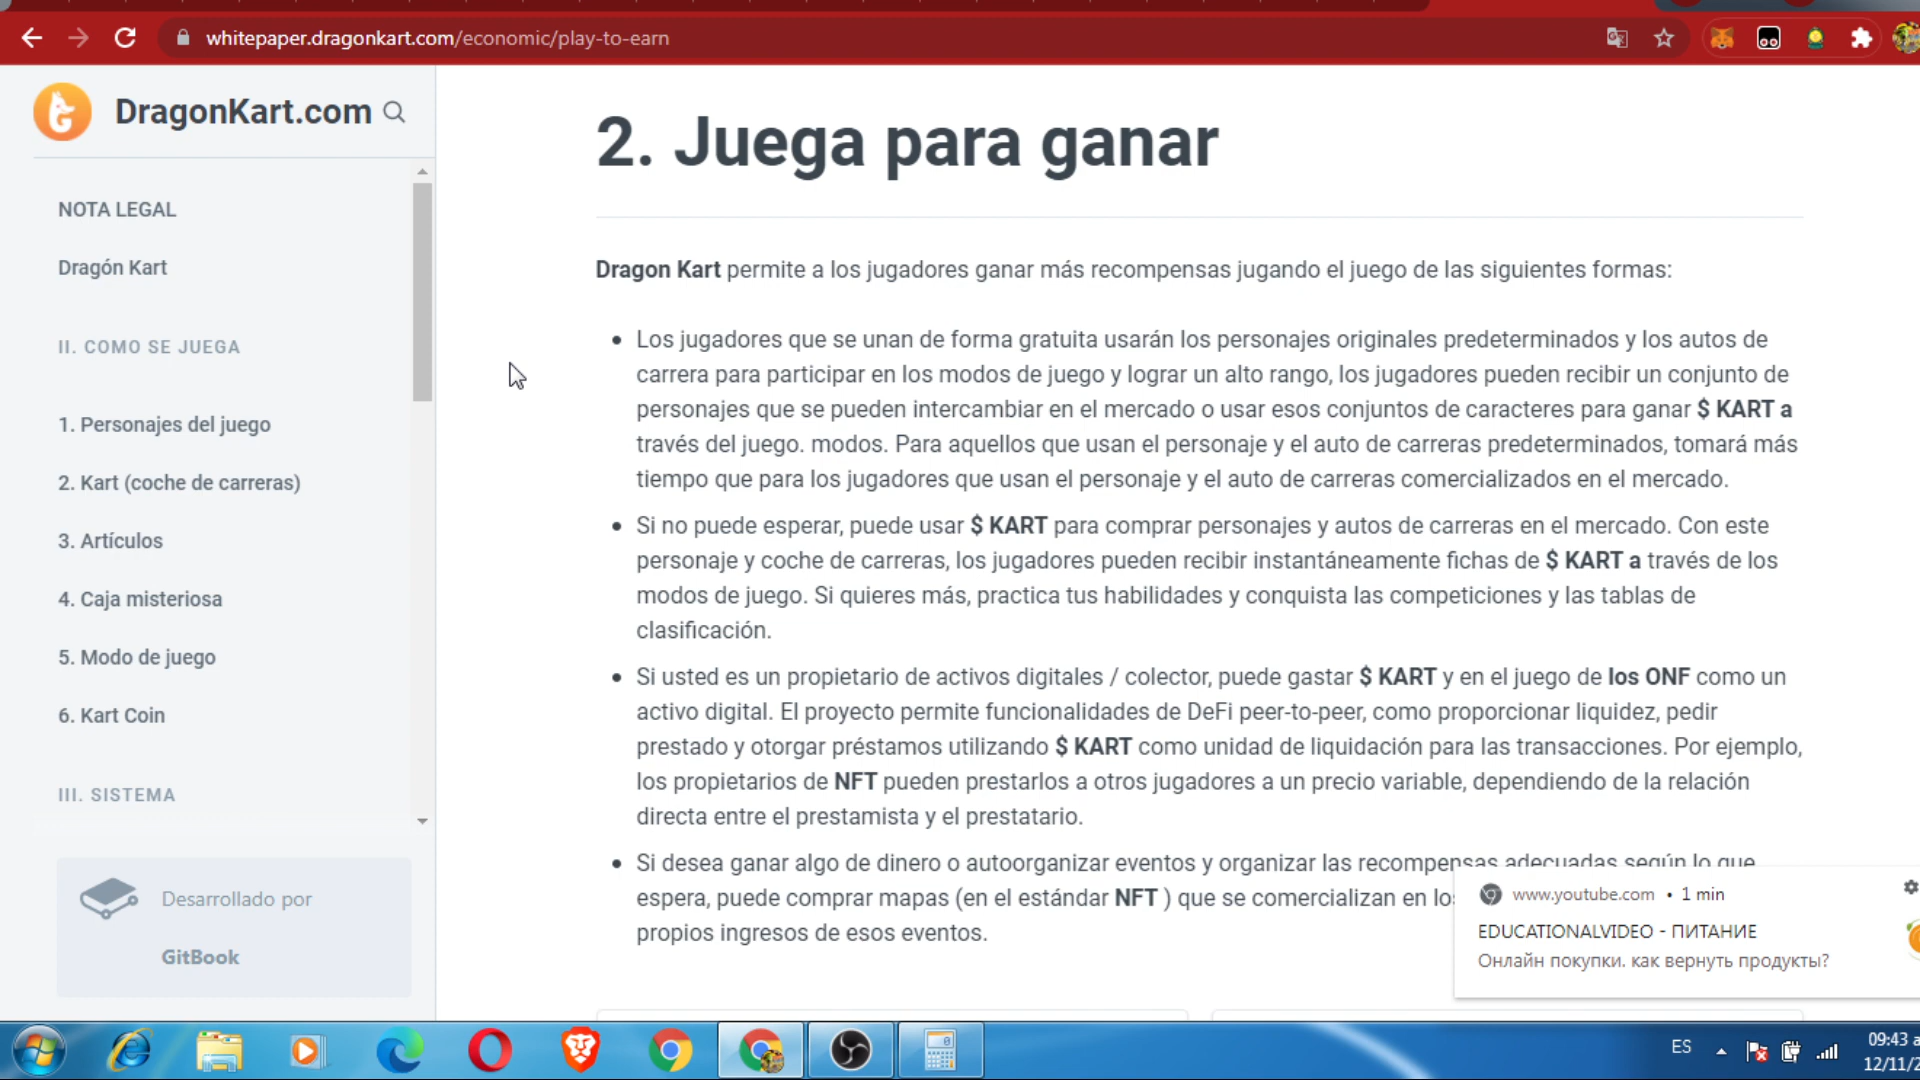 whitepaper.dragonkart.com/economic/play-to-earn
DragonKart.com
NOTA LEGAL
Dragón Kart
II. COMO SE JUEGA
1. Personajes del juego
2. Kart (coche de carreras)
3. Artículos
4. Caja misteriosa
5. Modo de juego
6. Kart Coin
III. SISTEMA
Desarrollado por
GitBook
2. Juega para ganar
Dragon Kart permite a los jugadores ganar más recompensas jugando el juego de las siguientes formas:
• Los jugadores que se unan de forma gratuita usarán los personajes originales predeterminados y los autos de
carrera para participar en los modos de juego y lograr un alto rango, los jugadores pueden recibir un conjunto de
personajes que se pueden intercambiar en el mercado o usar esos conjuntos de caracteres para ganar $ KART a
través del juego. modos. Para aquellos que usan el personaje y el auto de carreras predeterminados, tomará más
tiempo que para los jugadores que usan el personaje y el auto de carreras comercializados en el mercado.
• Si no puede esperar, puede usar $ KART para comprar personajes y autos de carreras en el mercado. Con este
personaje y coche de carreras, los jugadores pueden recibir instantáneamente fichas de $ KART a través de los
modos de juego. Si quieres más, practica tus habilidades y conquista las competiciones y las tablas de
clasificación.
• Si usted es un propietario de activos digitales / colector, puede gastar $ KART y en el juego de los ONF como un
activo digital. El proyecto permite funcionalidades de DeFi peer-to-peer, como proporcionar liquidez, pedir
prestado y otorgar préstamos utilizando $ KART como unidad de liquidación para las transacciones. Por ejemplo,
los propietarios de NFT pueden prestarlos a otros jugadores a un precio variable, dependiendo de la relación
directa entre el prestamista y el prestatario.
• Si desea ganar algo de dinero o autoorganizar eventos y organizar las recompensas adecuadas según lo que
espera, puede comprar mapas (en el estándar NFT ) que se comercializan en
propios ingresos de esos eventos.
www.youtube.com • 1 min
EDUCATIONALVIDEO - ПИТАНИЕ
Онлайн покупки. как вернуть продукты?
ES
09:43 a
12/11/2